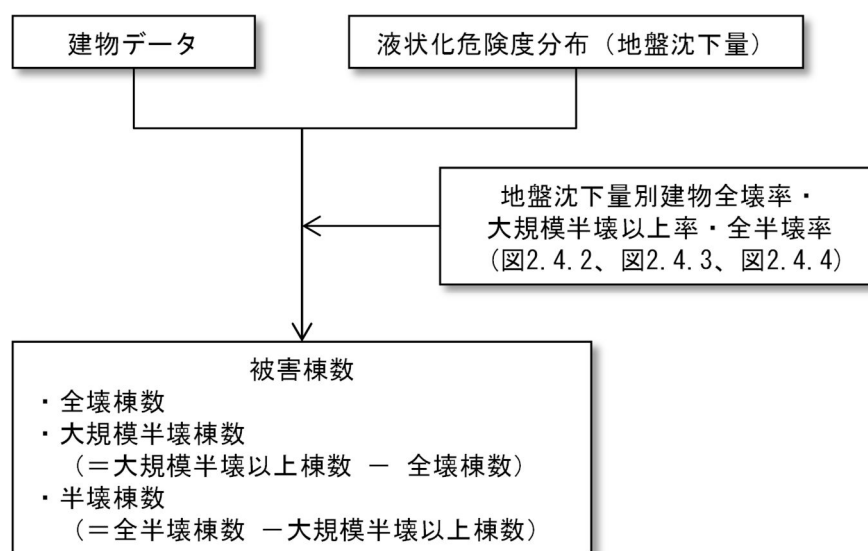 建物データ
液状化危険度分布（地盤沈下量）
地盤沈下量別建物全壊率・
大規模半壊以上率・全半壊率
（図2.4.2、図2.4.3、図2.4.4）
被害棟数
・全壊棟数
・大規模半壊棟数
（＝大規模半壊以上棟数 － 全壊棟数）
・半壊棟数
（＝全半壊棟数 －大規模半壊以上棟数）